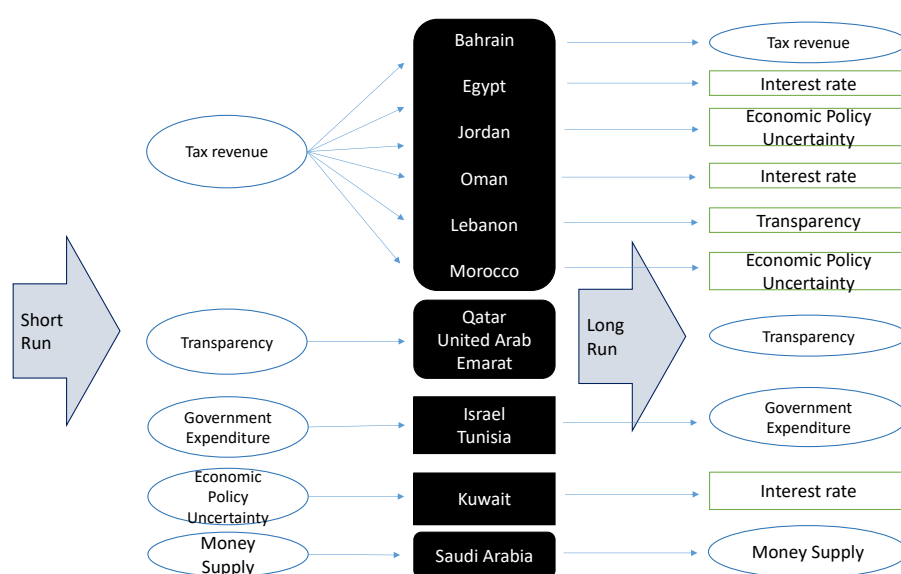 Bahrain
Tax revenue
Egypt
Interest rate
Jordan
Economic Policy
Uncertainty
Tax revenue
Oman
Interest rate
Lebanon
Transparency
Morocco
Economic Policy
Uncertainty
Short
Run
Transparency
Qatar
United Arab
Emarat
Long
Run
Transparency
Government
Expenditure
Israel
Tunisia
Government
Expenditure
Economic
Policy
Uncertainty
Kuwait
Interest rate
Money
Supply
Saudi Arabia
Money Supply